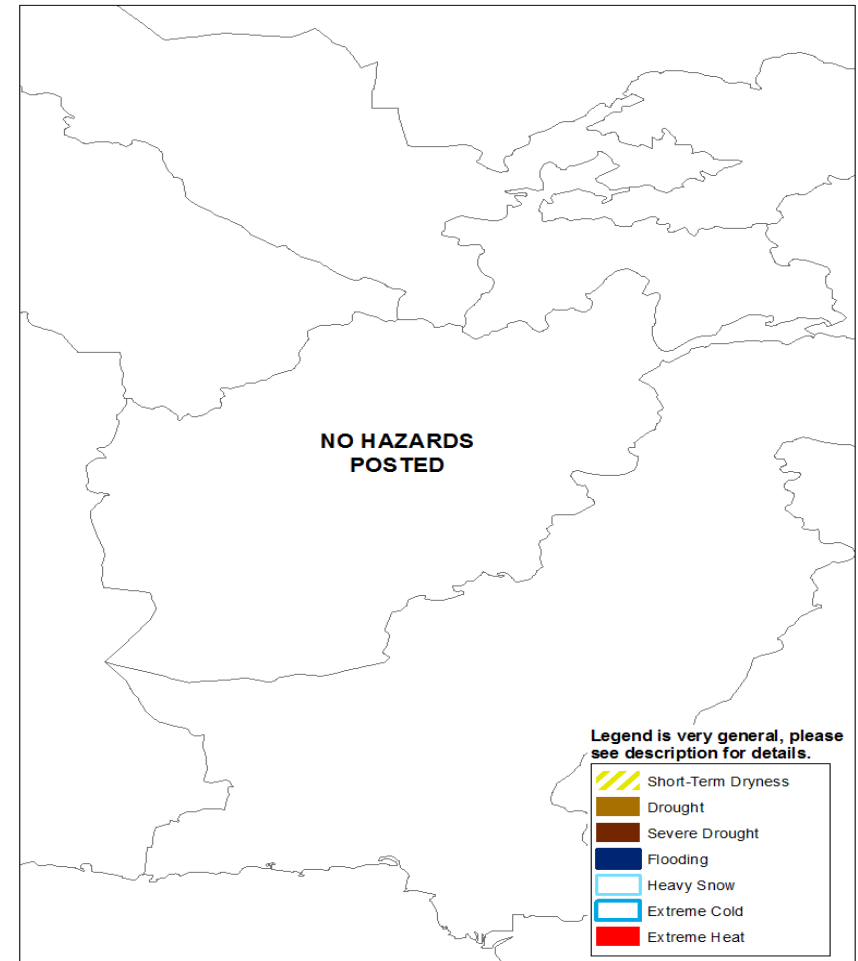 NO HAZARDS
POSTED
Legend is very general, please
see description for details.
Short-Term Dryness
Drought
Severe Drought
Flooding
Heavy Snow
Extreme Cold
Extreme Heat